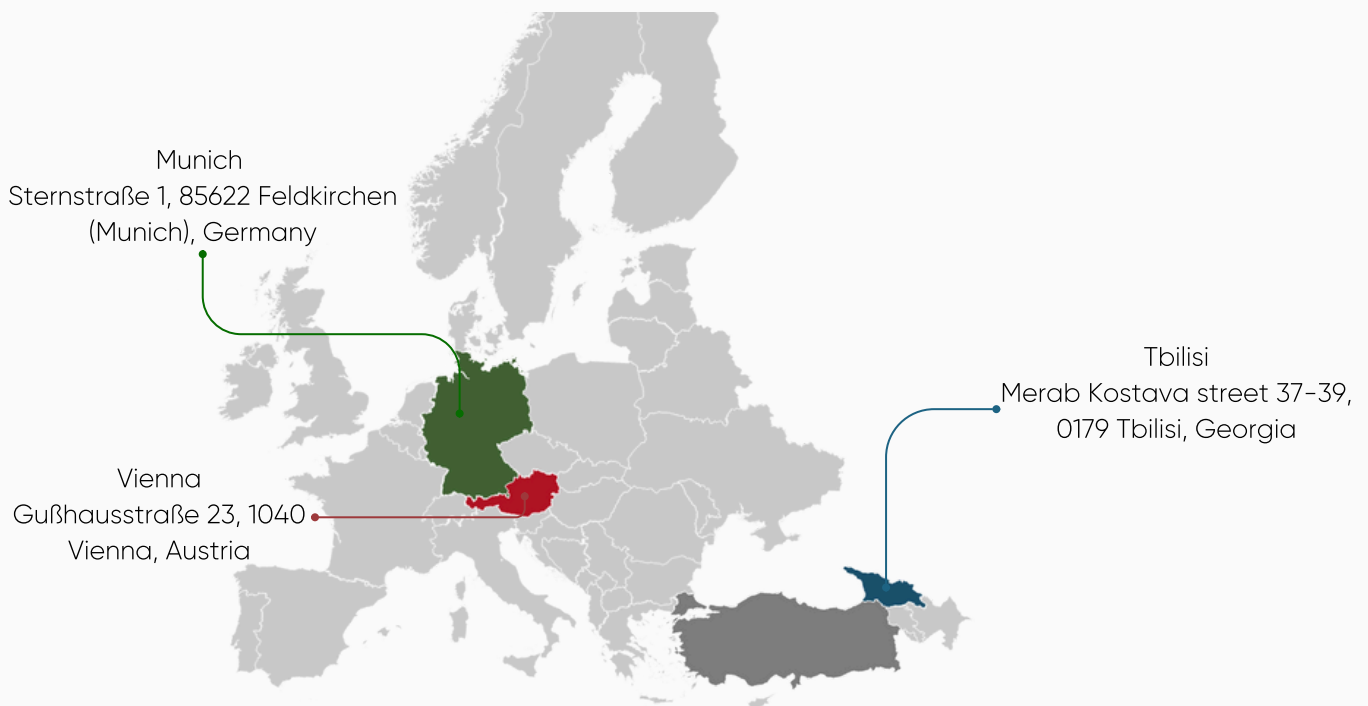 Munich
Sternstraße 1, 85622 Feldkirchen
(Munich), Germany
Vienna
Gußhausstraße 23, 1040
Vienna, Austria
Tbilisi
Merab Kostava street 37-39,
0179 Tbilisi, Georgia